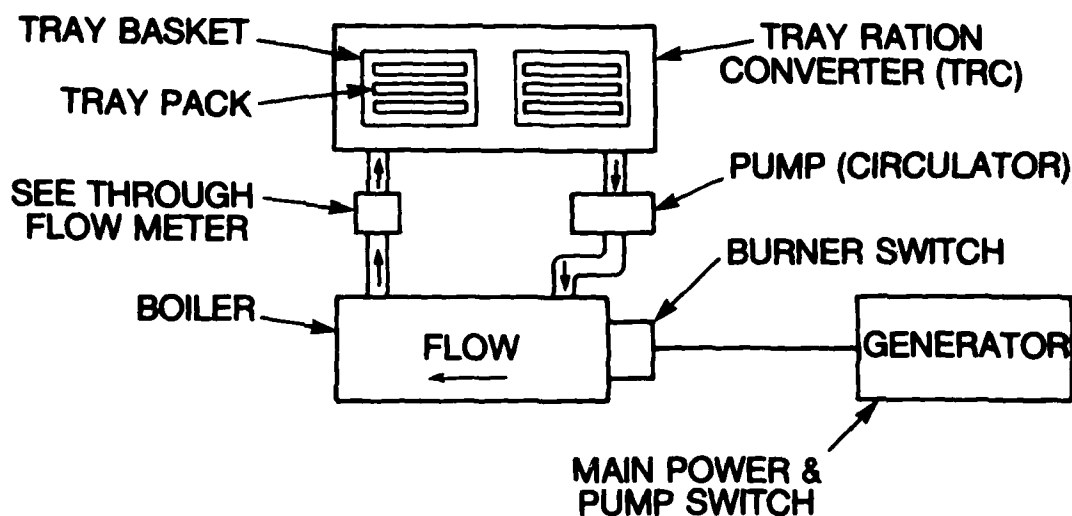 TRAY BASKET
TRAY PACK
TRAY RATION
CONVERTER (TRC)
SEE THROUGH
FLOW METER
PUMP (CIRCULATOR)
BURNER SWITCH
BOILER
FLOW
GENERATOR
MAIN POWER &
PUMP SWITCH